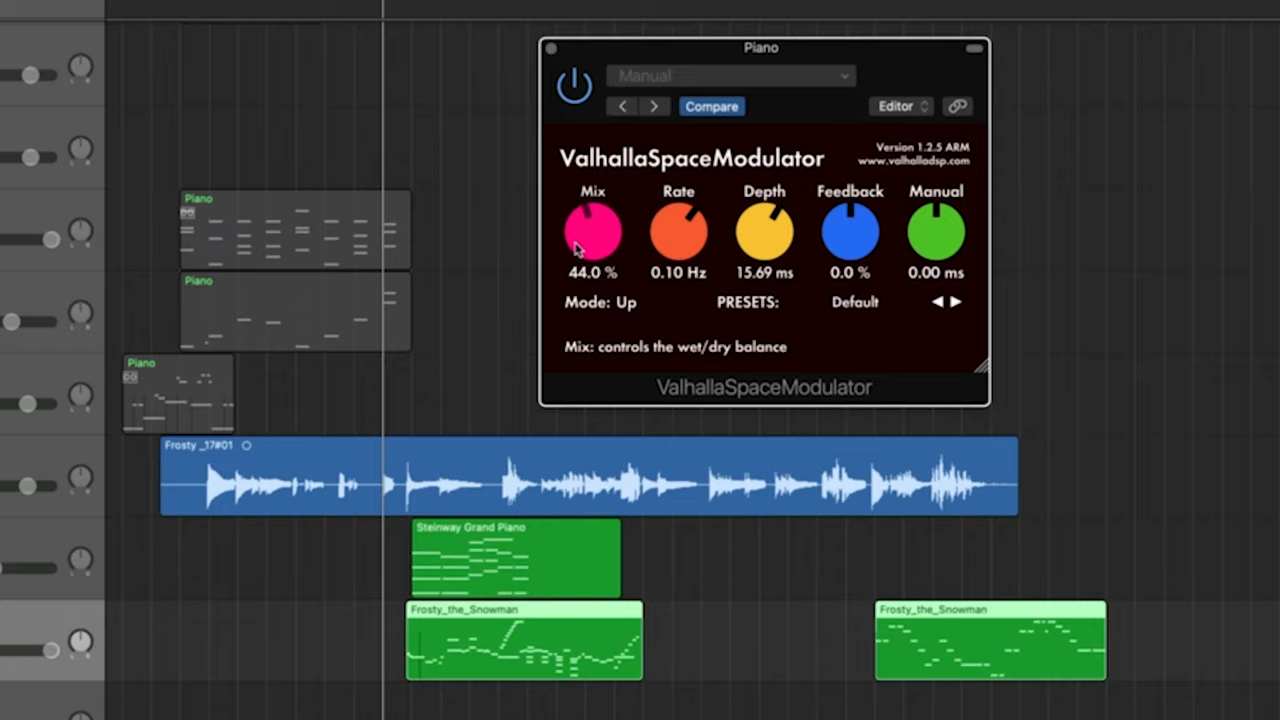 Piano
Manual
Compare
Editor
ValhallaSpaceModulator
Version 1.2.5 ARM
www.valhalladsp.com
Mix Rate Depth Feedback Manual
44.0 % 0.10 Hz 15.69 ms 0.0 % 0.00 ms
Mode: Up PRESETS: Default
Mix: controls the wet/dry balance
ValhallaSpaceModulator
Piano
Piano
Piano
Frosty _17#01
Steinway Grand Piano
Frosty_the_Snowman
Frosty_the_Snowman